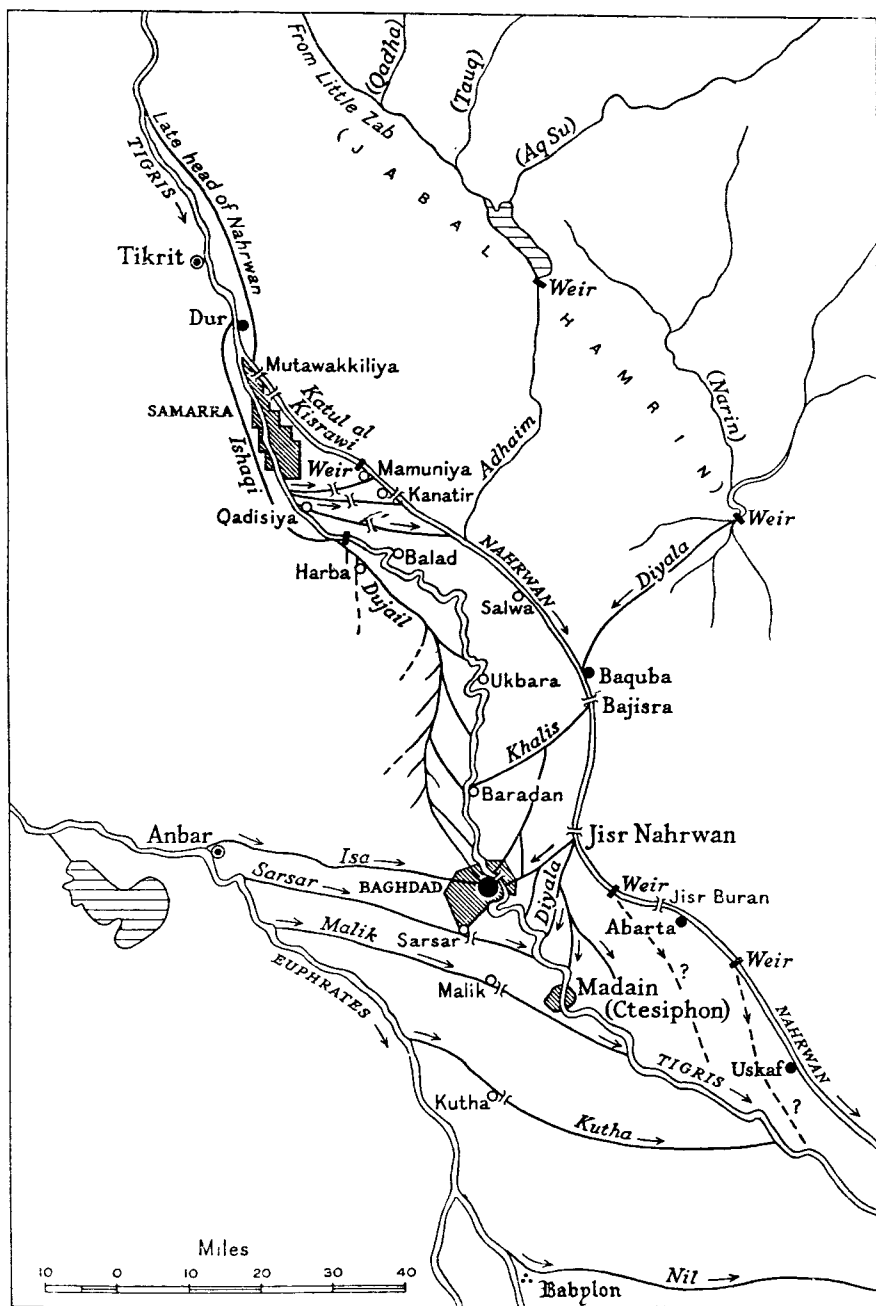 From Little Zab
(Qadha)
(Tauq)
(Aq Su)
(JABAL HAMRIN)
Late head of Nahrwan
TIGRIS
Tikrit
Weir
Dur
(Narin)
Mutawakkiliya
Katul al
Kisrawi
SAMARRA
Ishaqi
Weir
Mamuniya
Kanatir
Adhaim
Qadisiya
Weir
Harba
Balad
Dujail
NAHRWAN
Salwa
Diyala
Ukbara
Baquba
Bajisra
Khalis
Baradan
Anbar
Isa
Jisr Nahrwan
Sarsar
BAGHDAD
Diyala
Weir
Jisr Buran
Malik
Sarsar
Abarta
Weir
EUPHRATES
Malik
Madain
(Ctesiphon)
?
NAHRWAN
TIGRIS
Uskaf
?
Kutha
Kutha
Miles
10 0 10 20 30 40
Babylon
Nil